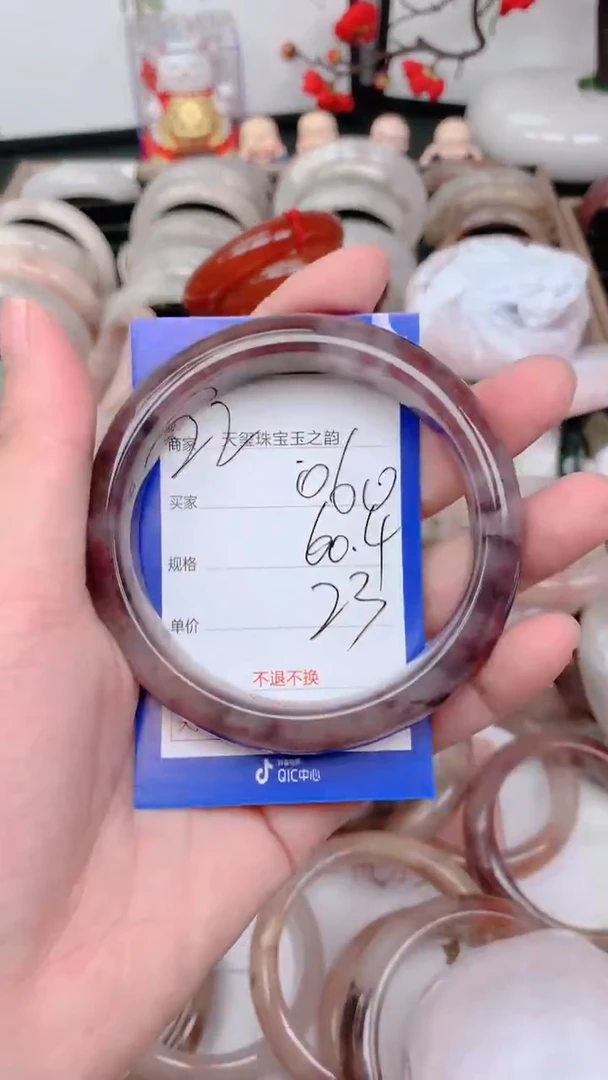 商家 天玺珠宝玉之韵
22
买家 060
规格 60.4
单价 23
不退不换
QIC中心